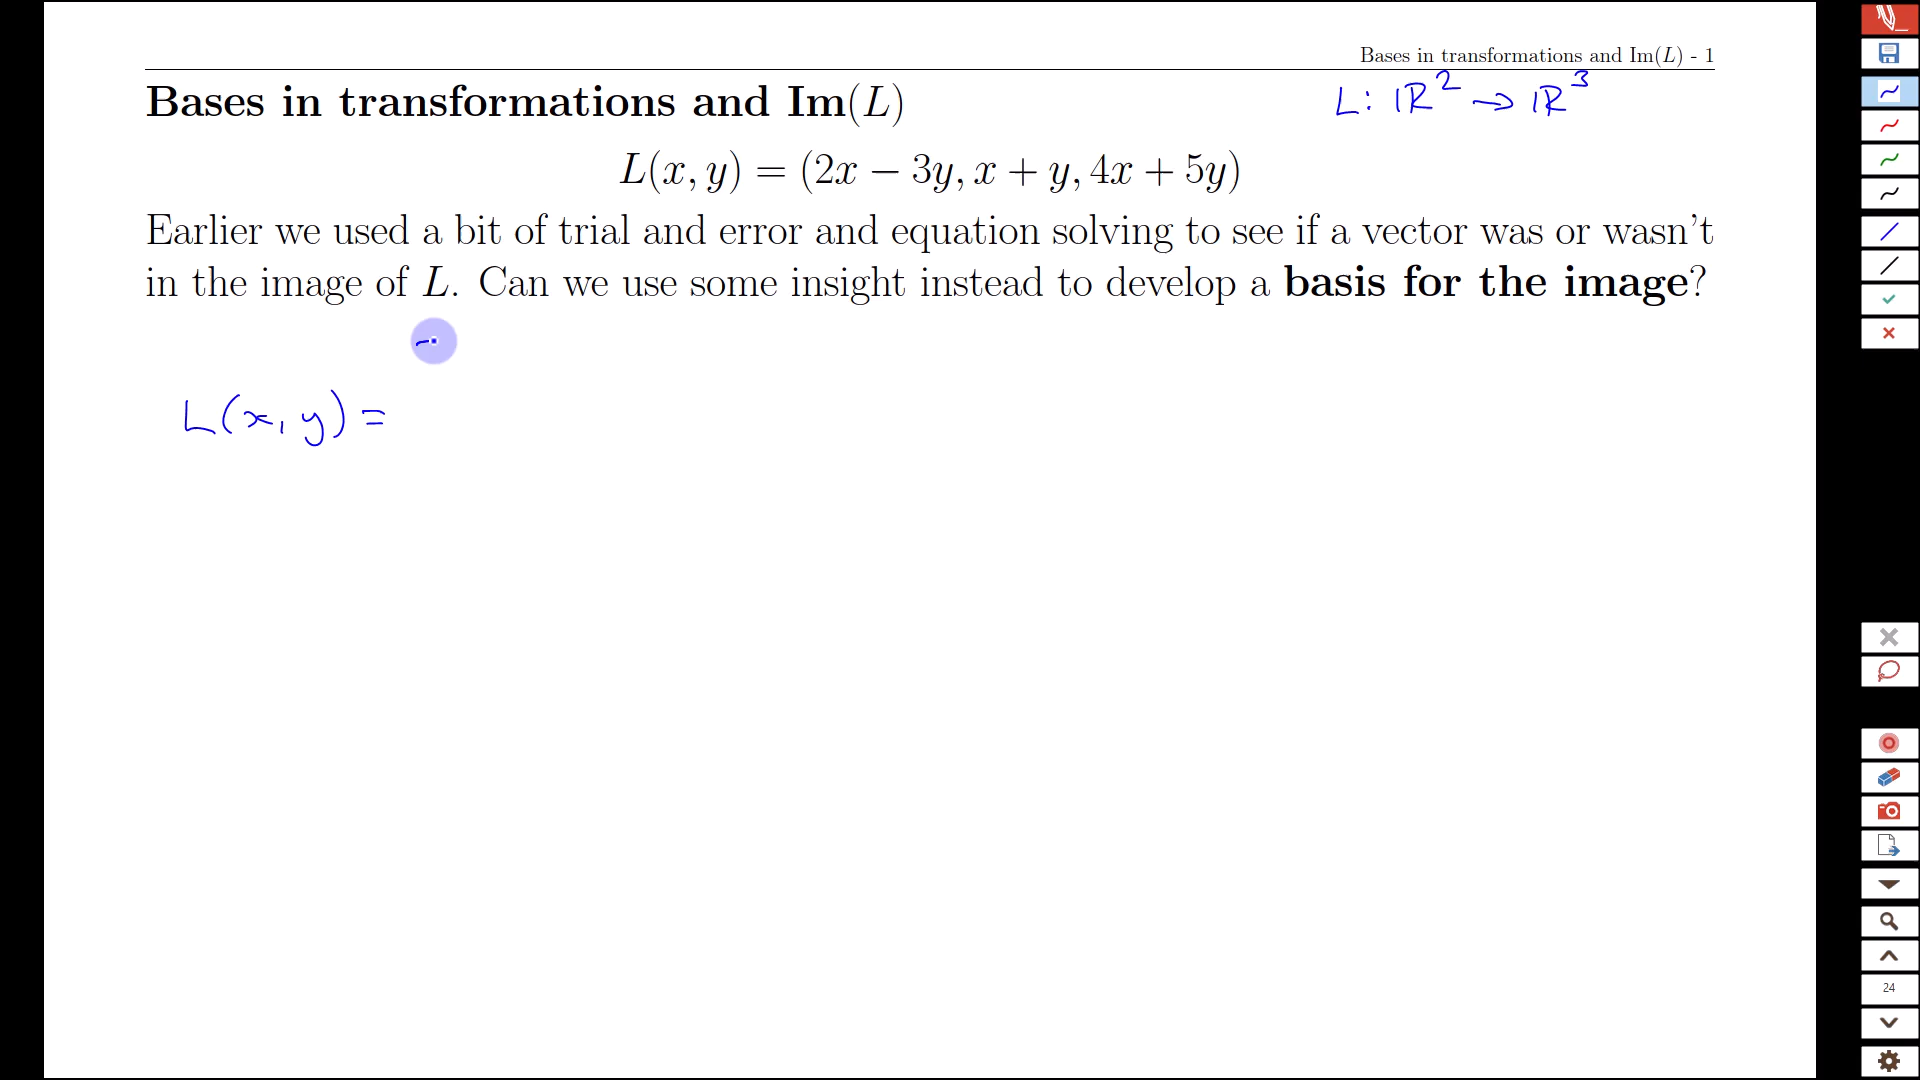 Bases in transformations and Im(L) - 1
Bases in transformations and Im(L)
L: ℝ² → ℝ³
L(x, y) = (2x − 3y, x + y, 4x + 5y)
Earlier we used a bit of trial and error and equation solving to see if a vector was or wasn't
in the image of L. Can we use some insight instead to develop a basis for the image?
L(x, y) =
24